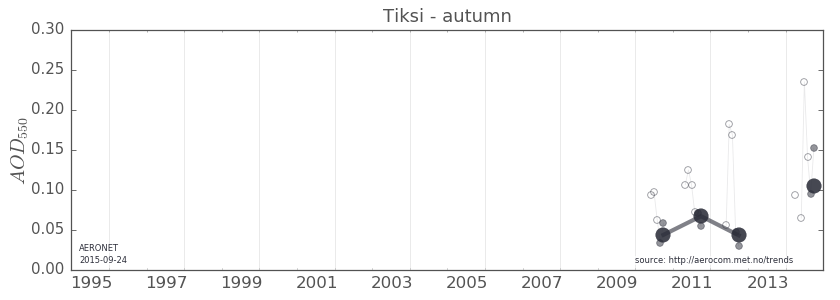 Tiksi - autumn
0.30
0.25
0.20
0.15
0.10
0.05
0.00
AOD550
AERONET
2015-09-24
source: http://aerocom.met.no/trends
1995 1997 1999 2001 2003 2005 2007 2009 2011 2013